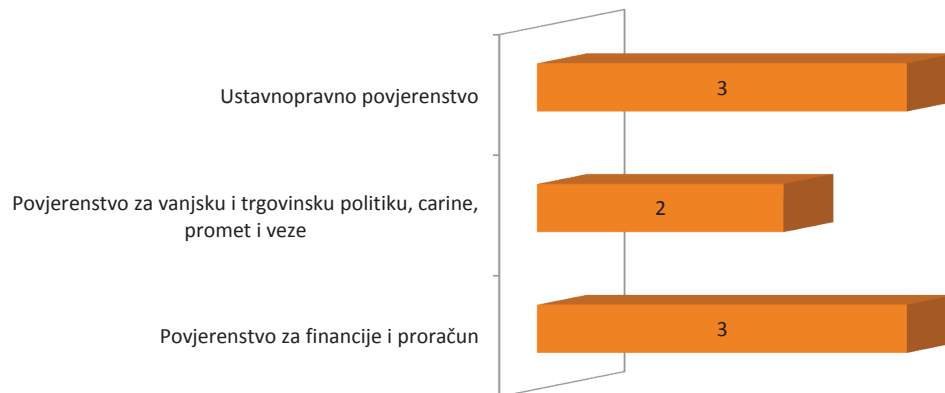 Ustavnopravno povjerenstvo
3
Povjerenstvo za vanjsku i trgovinsku politiku, carine,
promet i veze
2
Povjerenstvo za financije i proračun
3